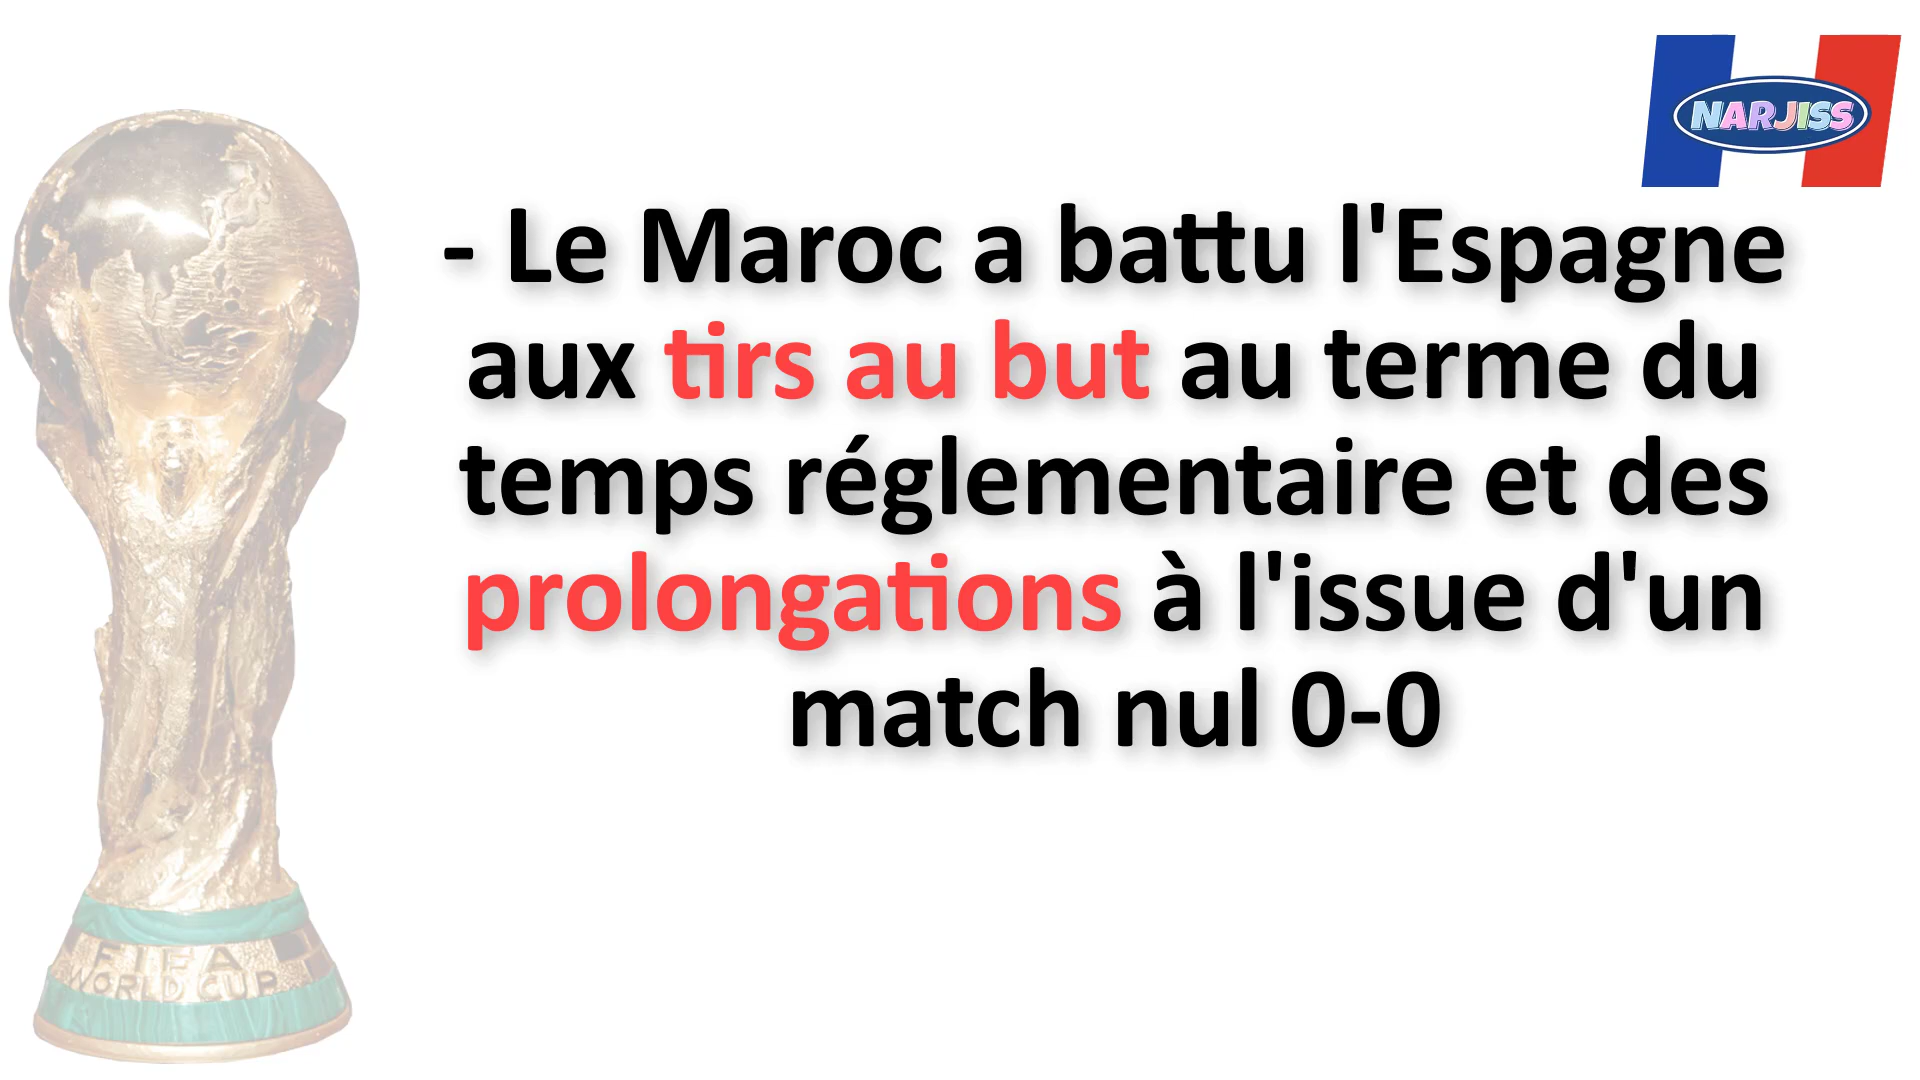 NARJISS
- Le Maroc a battu l'Espagne
aux tirs au but au terme du
temps réglementaire et des
prolongations à l'issue d'un
match nul 0-0
FIFA
WORLD CUP